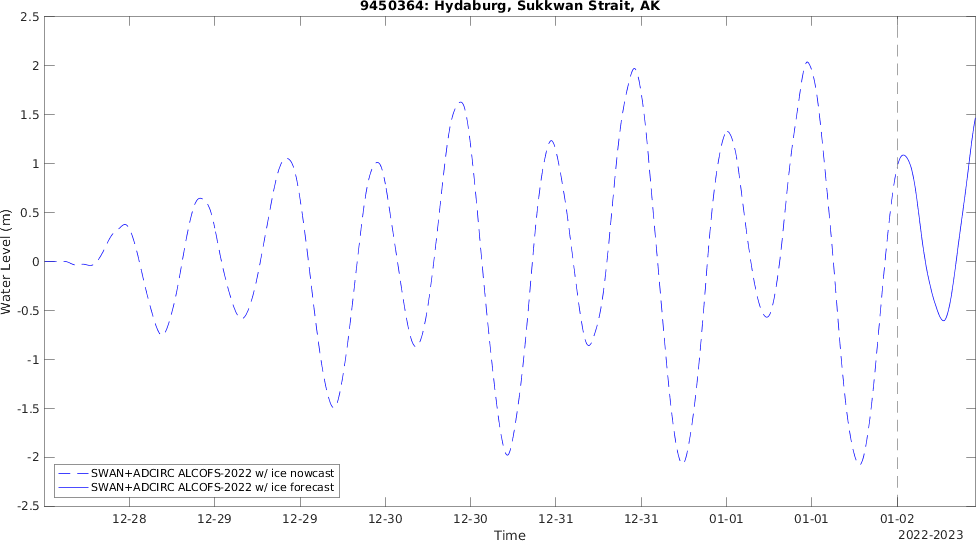 9450364: Hydaburg, Sukkwan Strait, AK
2.5
2
1.5
1
0.5
0
-0.5
-1
-1.5
-2
-2.5
Water Level (m)
SWAN+ADCIRC ALCOFS-2022 w/ ice nowcast
SWAN+ADCIRC ALCOFS-2022 w/ ice forecast
12-28 12-29 12-29 12-30 12-30 12-31 12-31 01-01 01-01 01-02
Time
2022-2023